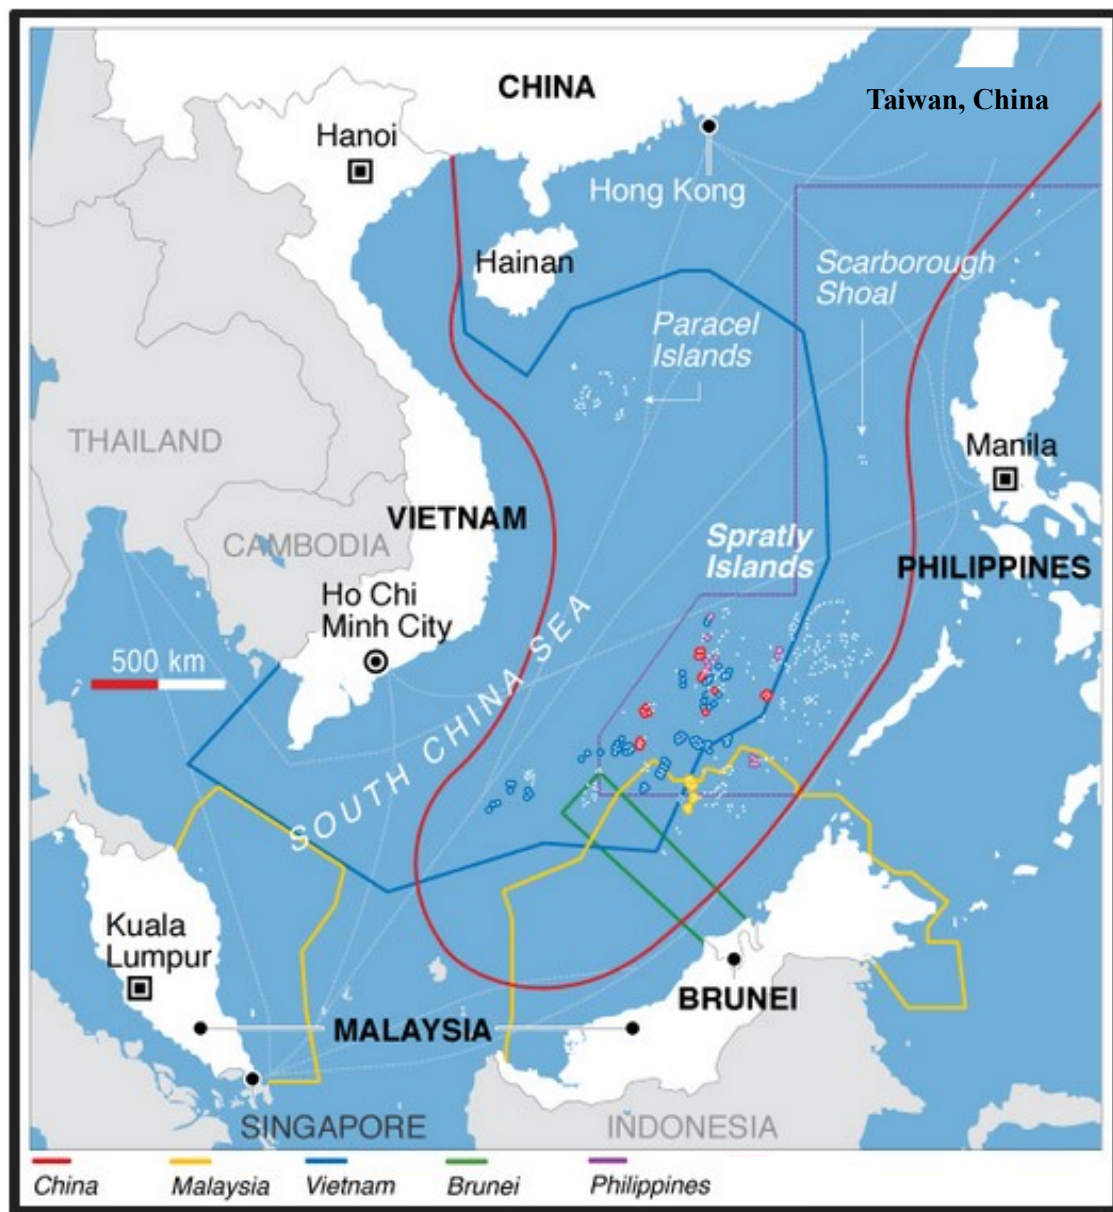 CHINA
Taiwan, China
Hanoi
Hong Kong
Hainan
Scarborough
Shoal
Paracel
Islands
THAILAND
Manila
VIETNAM
CAMBODIA
Spratly
Islands
PHILIPPINES
Ho Chi
Minh City
500 km
SOUTH CHINA SEA
Kuala
Lumpur
BRUNEI
MALAYSIA
SINGAPORE
INDONESIA
China
Malaysia
Vietnam
Brunei
Philippines